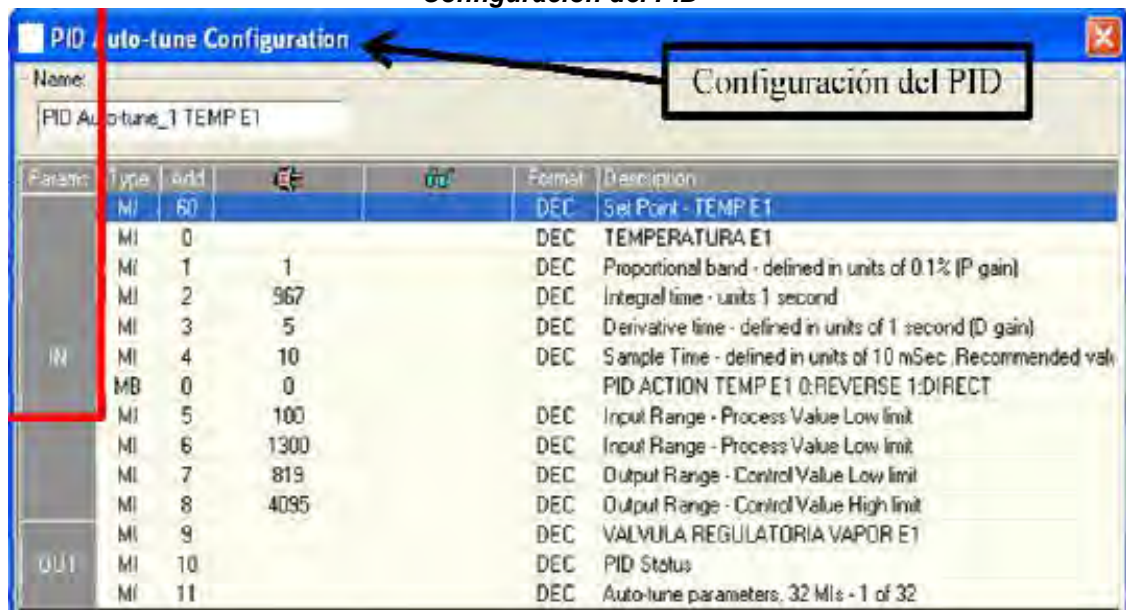 Configuración del PID
PID Auto-tune Configuration
Configuración del PID
Name:
PID Auto-tune_1 TEMP E1
Param: Type Add Format Description
MI 60 DEC Set Point - TEMP E1
MI 0 DEC TEMPERATURA E1
MI 1 1 DEC Proportional band - defined in units of 0.1% (P gain)
MI 2 967 DEC Integral time - units 1 second
MI 3 5 DEC Derivative time - defined in units of 1 second (D gain)
IN MI 4 10 DEC Sample Time - defined in units of 10 mSec .Recommended valu
MB 0 0 PID ACTION TEMP E1 0:REVERSE 1:DIRECT
MI 5 100 DEC Input Range - Process Value Low limit
MI 6 1300 DEC Input Range - Process Value Low limit
MI 7 819 DEC Output Range - Control Value Low limit
MI 8 4095 DEC Output Range - Control Value High limit
MI 9 DEC VALVULA REGULATORIA VAPOR E1
OUT MI 10 DEC PID Status
MI 11 DEC Auto-tune parameters, 32 MIs - 1 of 32